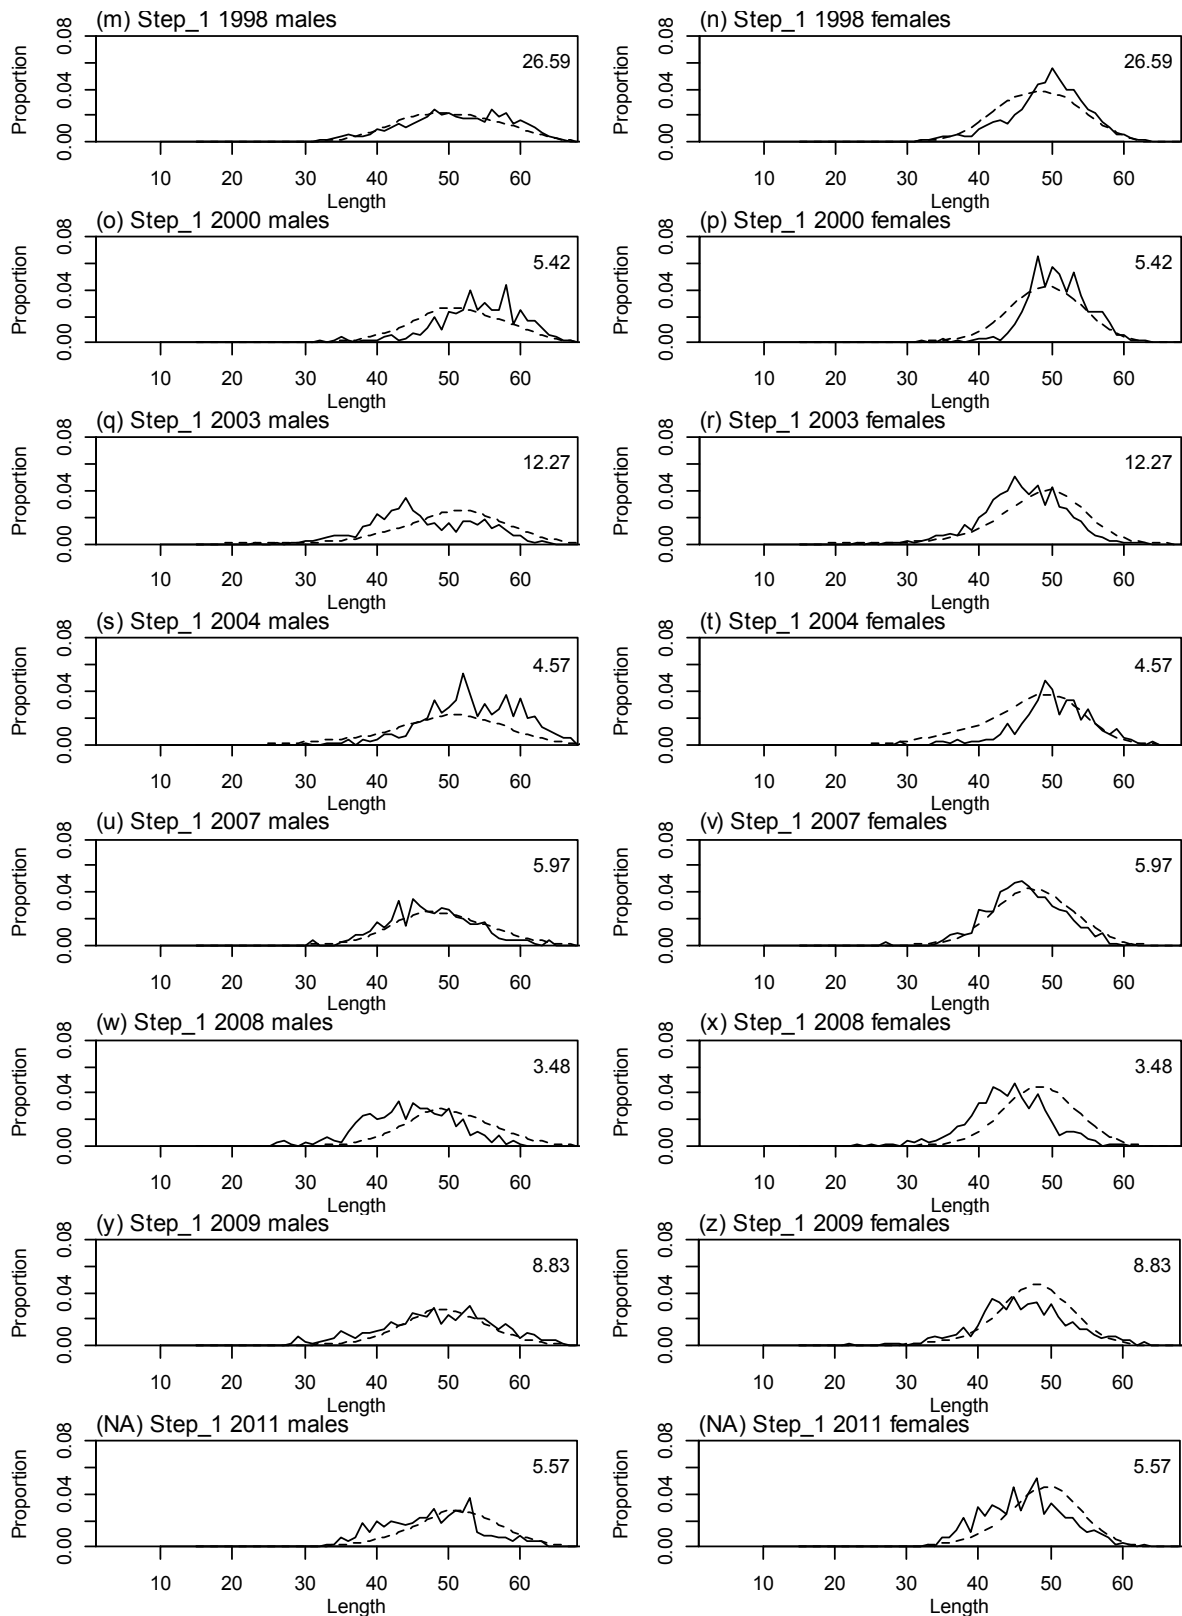 (m) Step_1 1998 males
Proportion
0.00 0.04 0.08
26.59
10 20 30 40 50 60
Length
(n) Step_1 1998 females
Proportion
0.00 0.04 0.08
26.59
10 20 30 40 50 60
Length
(o) Step_1 2000 males
Proportion
0.00 0.04 0.08
5.42
10 20 30 40 50 60
Length
(p) Step_1 2000 females
Proportion
0.00 0.04 0.08
5.42
10 20 30 40 50 60
Length
(q) Step_1 2003 males
Proportion
0.00 0.04 0.08
12.27
10 20 30 40 50 60
Length
(r) Step_1 2003 females
Proportion
0.00 0.04 0.08
12.27
10 20 30 40 50 60
Length
(s) Step_1 2004 males
Proportion
0.00 0.04 0.08
4.57
10 20 30 40 50 60
Length
(t) Step_1 2004 females
Proportion
0.00 0.04 0.08
4.57
10 20 30 40 50 60
Length
(u) Step_1 2007 males
Proportion
0.00 0.04 0.08
5.97
10 20 30 40 50 60
Length
(v) Step_1 2007 females
Proportion
0.00 0.04 0.08
5.97
10 20 30 40 50 60
Length
(w) Step_1 2008 males
Proportion
0.00 0.04 0.08
3.48
10 20 30 40 50 60
Length
(x) Step_1 2008 females
Proportion
0.00 0.04 0.08
3.48
10 20 30 40 50 60
Length
(y) Step_1 2009 males
Proportion
0.00 0.04 0.08
8.83
10 20 30 40 50 60
Length
(z) Step_1 2009 females
Proportion
0.00 0.04 0.08
8.83
10 20 30 40 50 60
Length
(NA) Step_1 2011 males
Proportion
0.00 0.04 0.08
5.57
10 20 30 40 50 60
Length
(NA) Step_1 2011 females
Proportion
0.00 0.04 0.08
5.57
10 20 30 40 50 60
Length